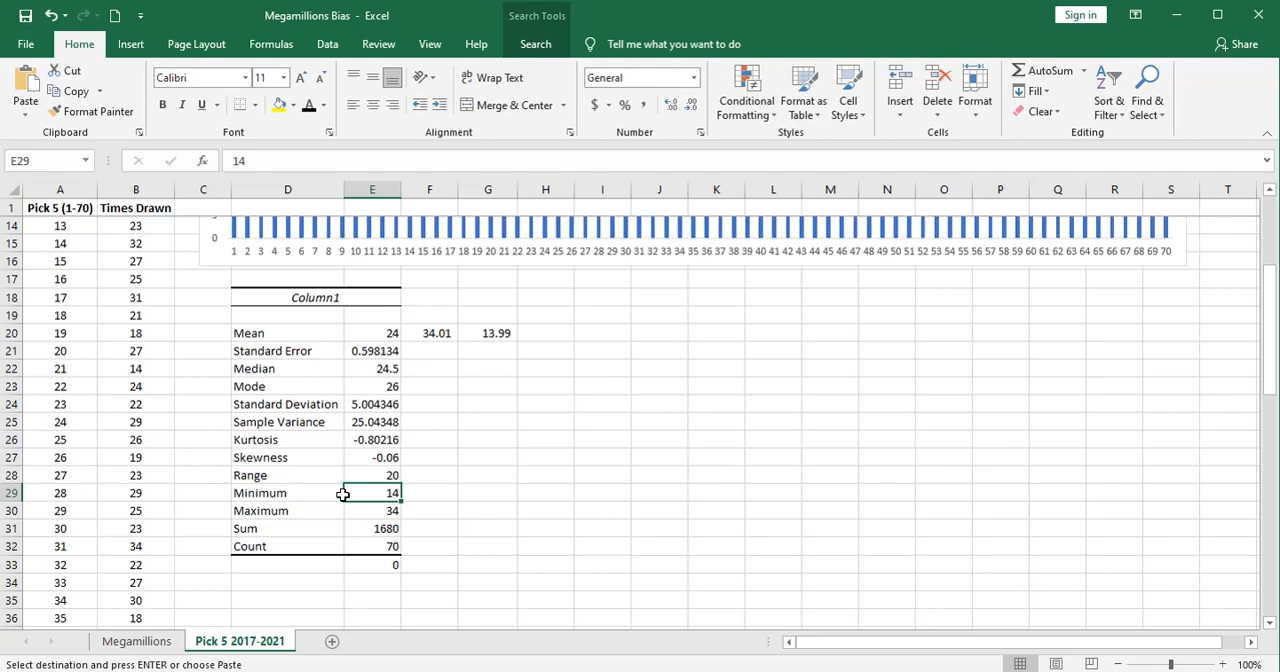 Megamillions Bias - Excel
Search Tools
Sign in
File Home Insert Page Layout Formulas Data Review View Help Search Tell me what you want to do Share
Paste
Cut
Copy
Format Painter
Clipboard
Calibri 11
B I U
Font
Wrap Text
Merge & Center
Alignment
General
$ % ,
Number
Conditional Formatting
Format as Table
Cell Styles
Styles
Insert Delete Format
Cells
AutoSum
Fill
Clear
Sort & Filter
Find & Select
Editing
E29 fx 14
A B C D E F G H I J K L M N O P Q R S T
1 Pick 5 (1-70) Times Drawn
14 13 23
0
1 2 3 4 5 6 7 8 9 10 11 12 13 14 15 16 17 18 19 20 21 22 23 24 25 26 27 28 29 30 31 32 33 34 35 36 37 38 39 40 41 42 43 44 45 46 47 48 49 50 51 52 53 54 55 56 57 58 59 60 61 62 63 64 65 66 67 68 69 70
15 14 32
16 15 27
17 16 25
18 17 31 Column1
19 18 21
20 19 18 Mean 24 34.01 13.99
21 20 27 Standard Error 0.598134
22 21 14 Median 24.5
23 22 24 Mode 26
24 23 22 Standard Deviation 5.004346
25 24 29 Sample Variance 25.04348
26 25 26 Kurtosis -0.80216
27 26 19 Skewness -0.06
28 27 23 Range 20
29 28 29 Minimum 14
30 29 25 Maximum 34
31 30 23 Sum 1680
32 31 34 Count 70
33 32 22 0
34 33 27
35 34 30
36 35 18
Megamillions Pick 5 2017-2021
Select destination and press ENTER or choose Paste
100%